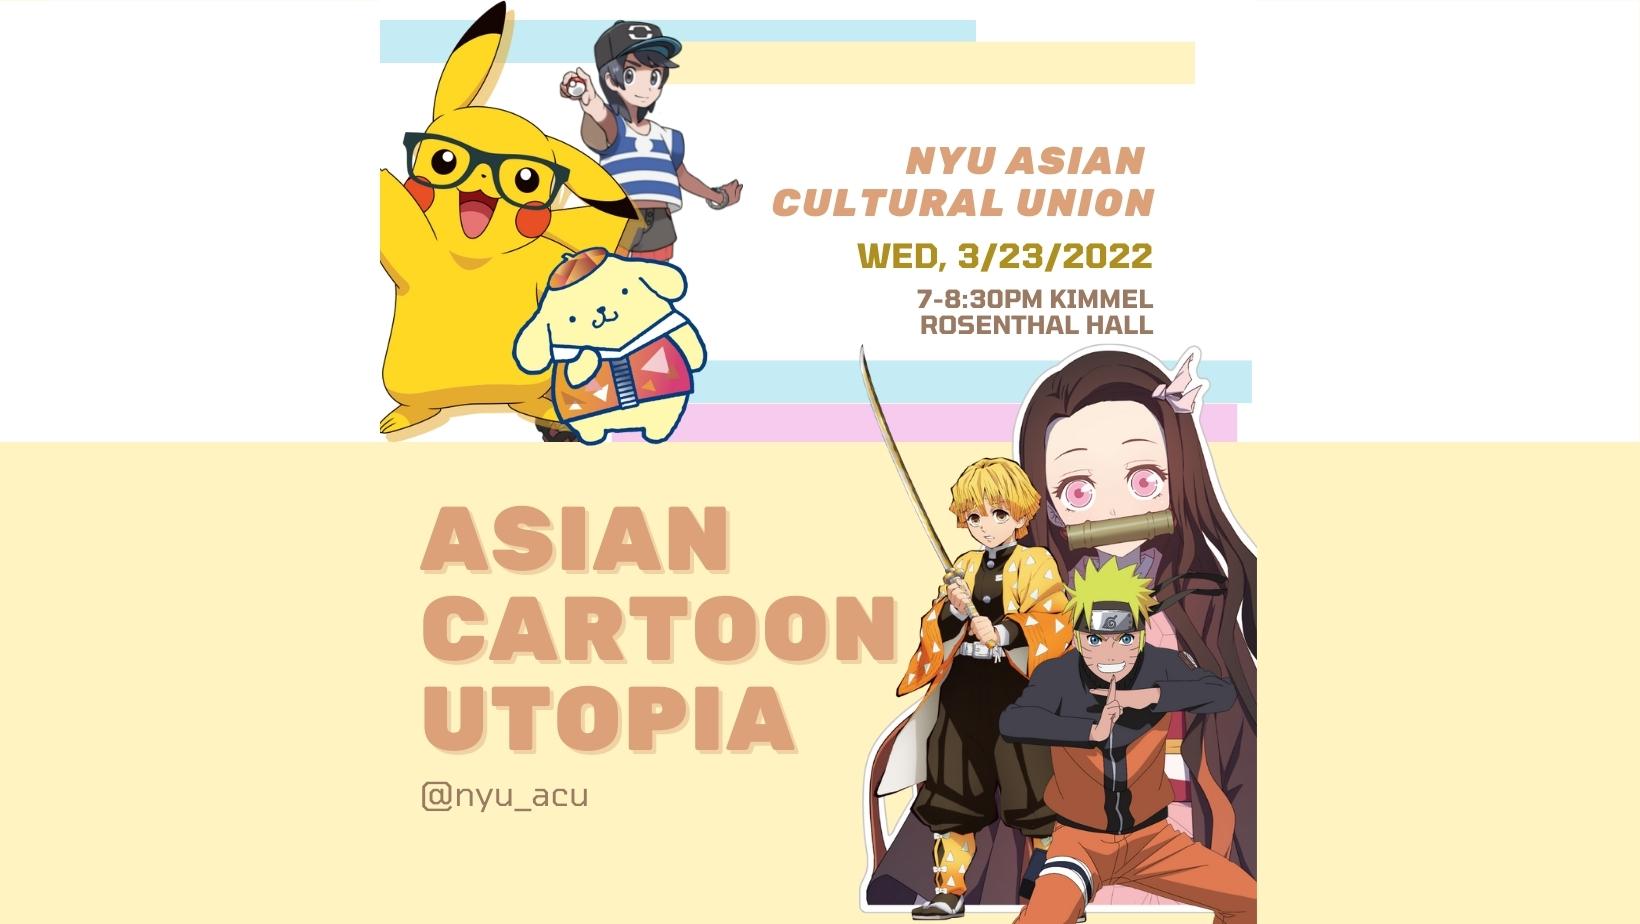 NYU ASIAN
CULTURAL UNION
WED, 3/23/2022
7-8:30PM KIMMEL
ROSENTHAL HALL
ASIAN
CARTOON
UTOPIA
@nyu_acu